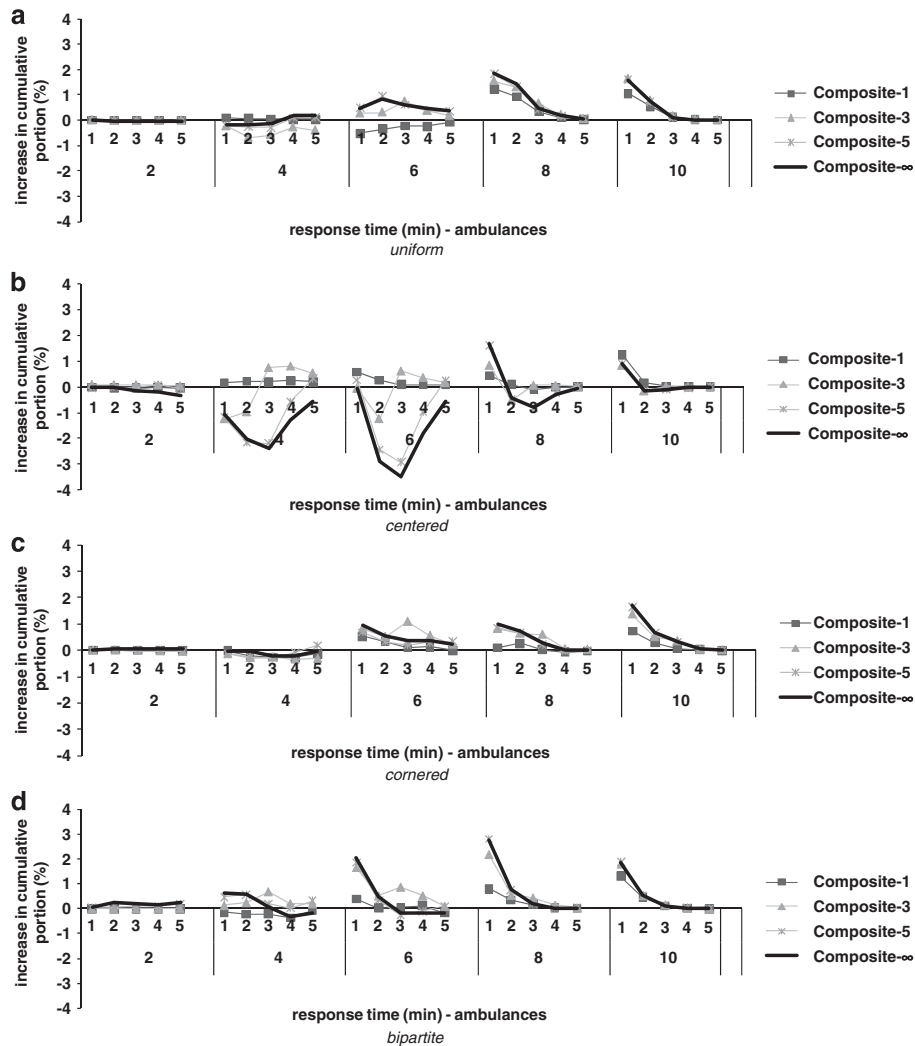 a
increase in cumulative
portion (%)
4
3
2
1
0
-1
-2
-3
-4
1 2 3 4 5 1 2 3 4 5 1 2 3 4 5 1 2 3 4 5 1 2 3 4 5
2 4 6 8 10
response time (min) - ambulances
uniform
Composite-1
Composite-3
Composite-5
Composite-∞
b
increase in cumulative
portion (%)
4
3
2
1
0
-1
-2
-3
-4
1 2 3 4 5 1 2 3 4 5 1 2 3 4 5 1 2 3 4 5 1 2 3 4 5
2 4 6 8 10
response time (min) - ambulances
centered
Composite-1
Composite-3
Composite-5
Composite-∞
c
increase in cumulative
portion (%)
4
3
2
1
0
-1
-2
-3
-4
1 2 3 4 5 1 2 3 4 5 1 2 3 4 5 1 2 3 4 5 1 2 3 4 5
2 4 6 8 10
response time (min) - ambulances
cornered
Composite-1
Composite-3
Composite-5
Composite-∞
d
increase in cumulative
portion (%)
4
3
2
1
0
-1
-2
-3
-4
1 2 3 4 5 1 2 3 4 5 1 2 3 4 5 1 2 3 4 5 1 2 3 4 5
2 4 6 8 10
response time (min) - ambulances
bipartite
Composite-1
Composite-3
Composite-5
Composite-∞